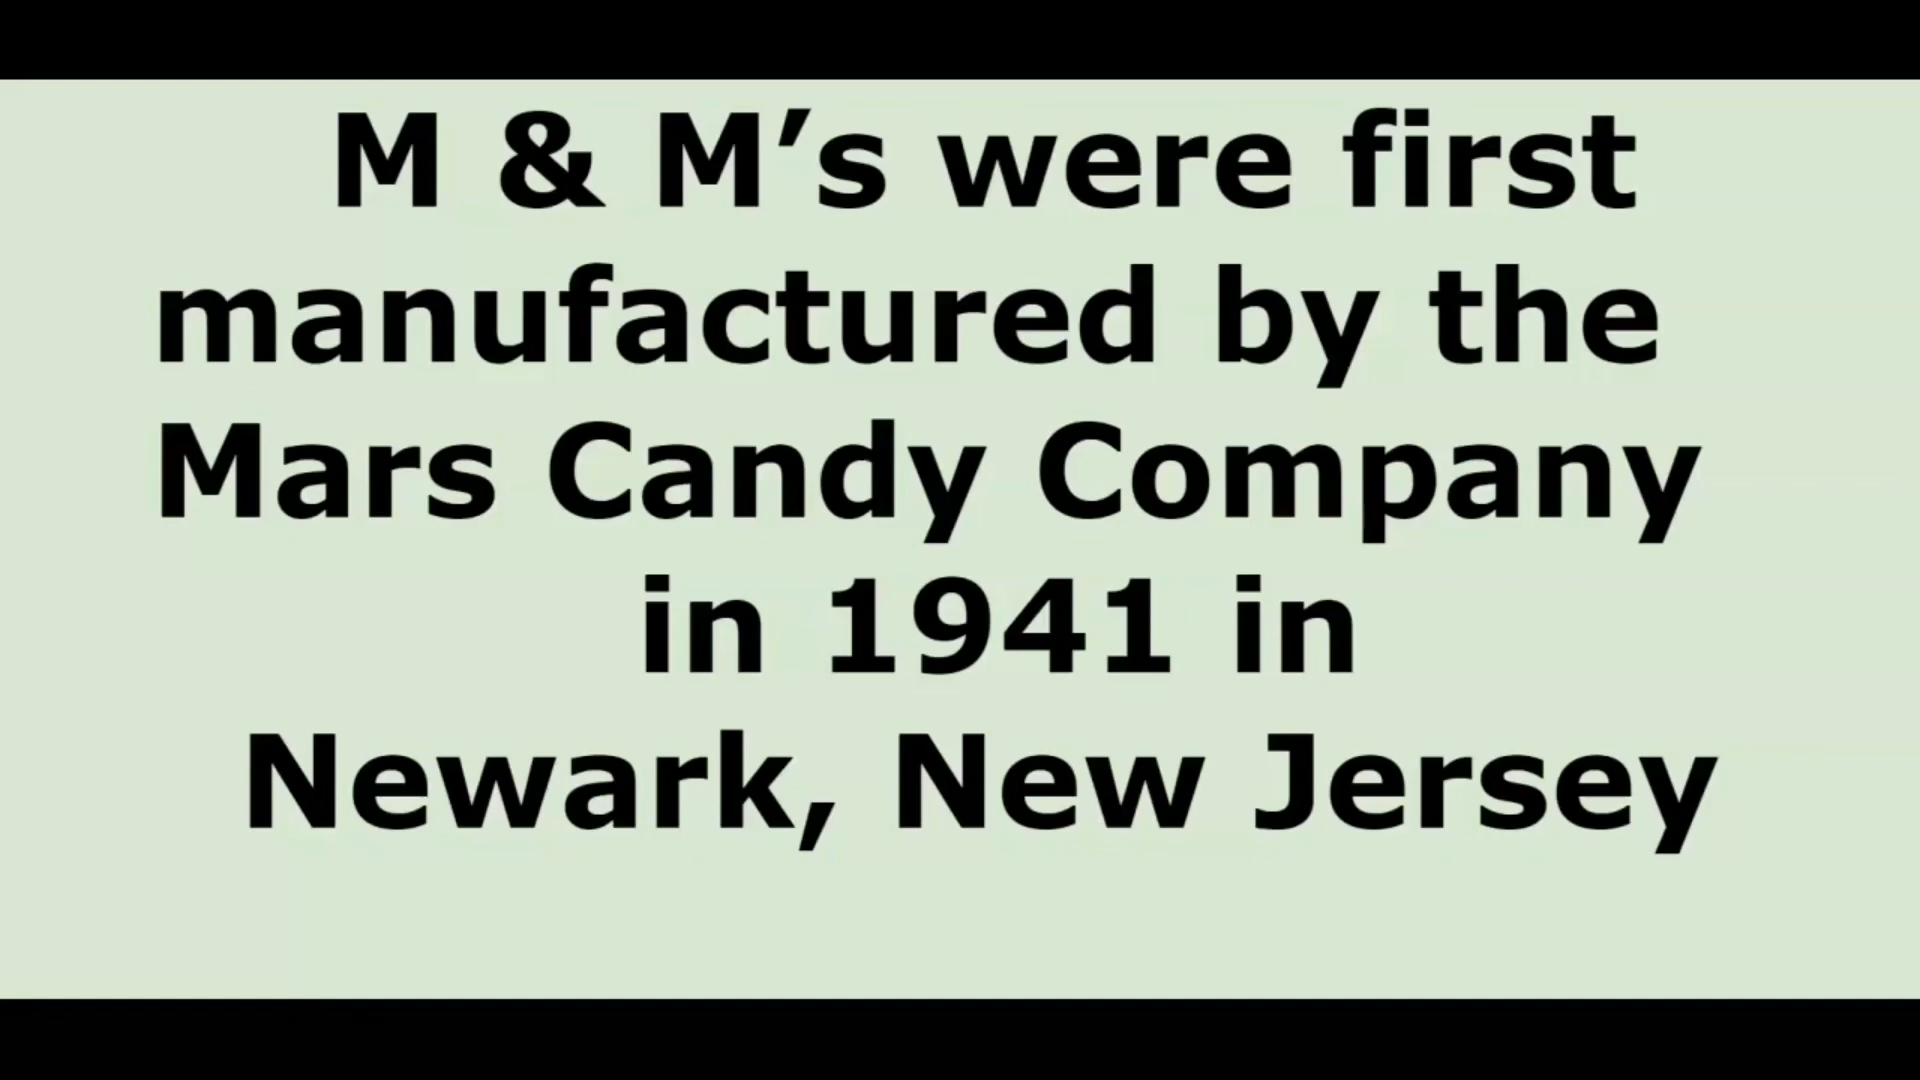 M & M’s were first
manufactured by the
Mars Candy Company
in 1941 in
Newark, New Jersey